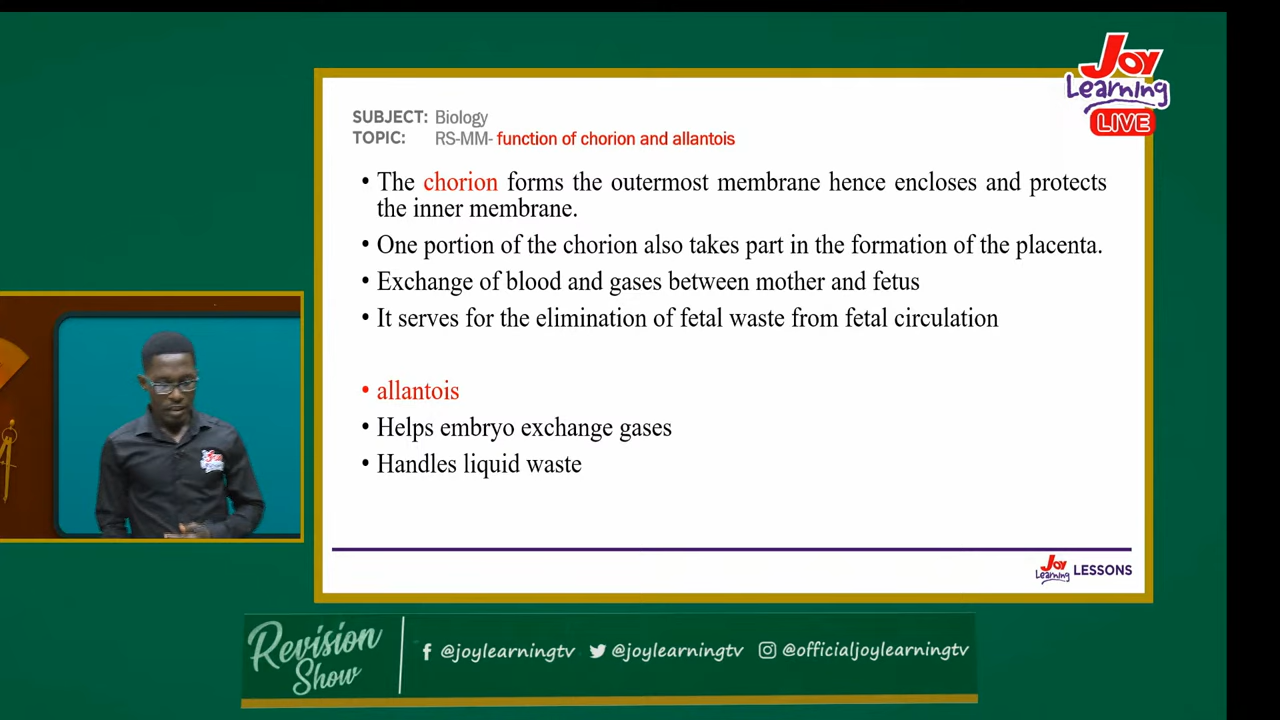 Joy
Learning
LIVE
SUBJECT: Biology
TOPIC: RS-MM- function of chorion and allantois
• The chorion forms the outermost membrane hence encloses and protects
the inner membrane.
• One portion of the chorion also takes part in the formation of the placenta.
• Exchange of blood and gases between mother and fetus
• It serves for the elimination of fetal waste from fetal circulation
• allantois
• Helps embryo exchange gases
• Handles liquid waste
Joy Learning LESSONS
Revision Show
@joylearningtv @joylearningtv @officialjoylearningtv